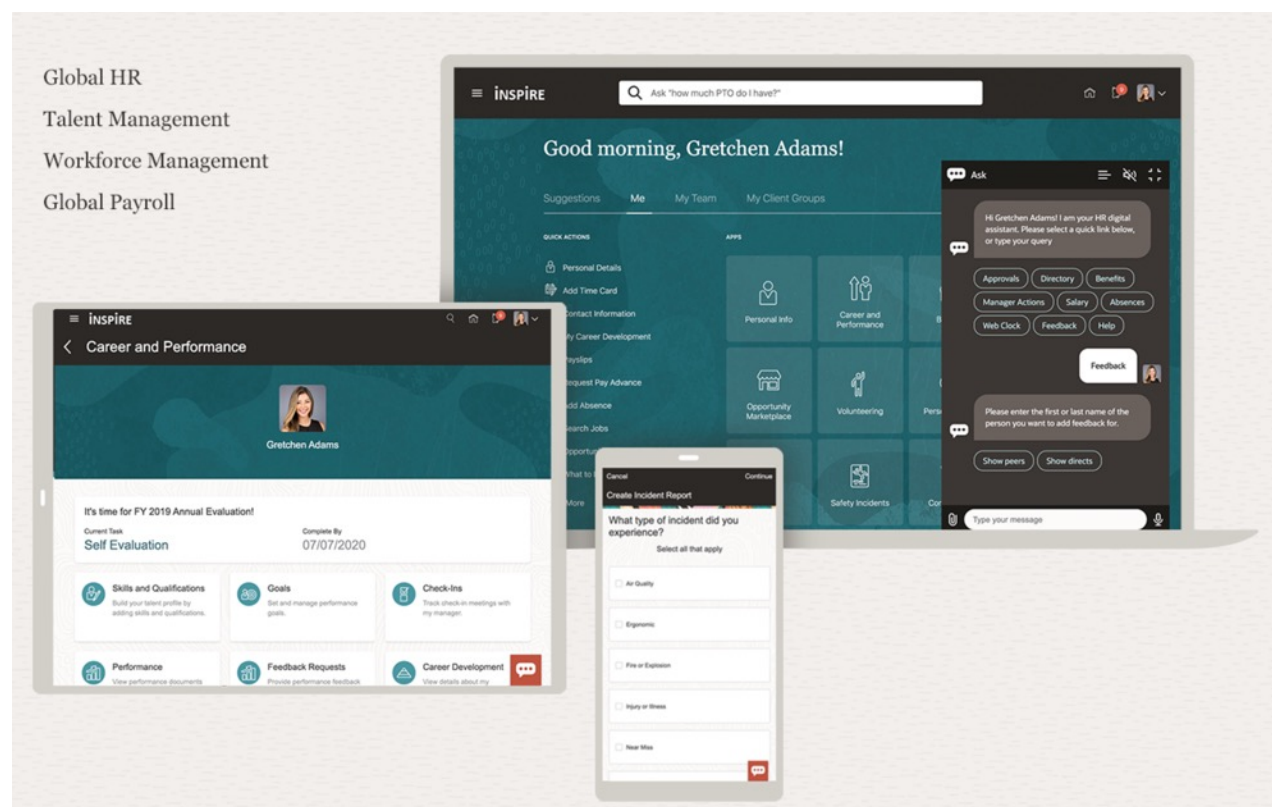 Global HR
Talent Management
Workforce Management
Global Payroll
INSPIRE
Ask "how much PTO do I have?"
Good morning, Gretchen Adams!
Suggestions Me My Team My Client Groups
QUICK ACTIONS
APPS
Personal Details
Add Time Card
Contact Information
My Career Development
Payslips
Request Pay Advance
Add Absence
Search Jobs
What to
More
Personal Info
Career and
Performance
Opportunity
Marketplace
Volunteering
Safety Incidents
Ask
Hi Gretchen Adams! I am your HR digital
assistant. Please select a quick link below,
or type your query
Approvals Directory Benefits
Manager Actions Salary Absences
Web Clock Feedback Help
Feedback
Please enter the first or last name of the
person you want to add feedback for.
Show peers Show directs
Type your message
INSPIRE
Career and Performance
Gretchen Adams
It's time for FY 2019 Annual Evaluation!
Current Task
Self Evaluation
Complete By
07/07/2020
Skills and Qualifications
Build your talent profile by
adding skills and qualifications.
Goals
Set and manage performance
goals.
Check-Ins
Track check-in meetings with
my manager.
Performance
View performance documents
Feedback Requests
Provide performance feedback
Career Development
View details about my
Cancel Continue
Create Incident Report
What type of incident did you
experience?
Select all that apply
Air Quality
Ergonomic
Fire or Explosion
Injury or Illness
Near Miss